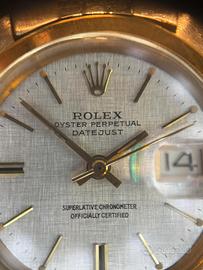 ROLEX
OYSTER PERPETUAL
DATEJUST
14
SUPERLATIVE CHRONOMETER
OFFICIALLY CERTIFIED